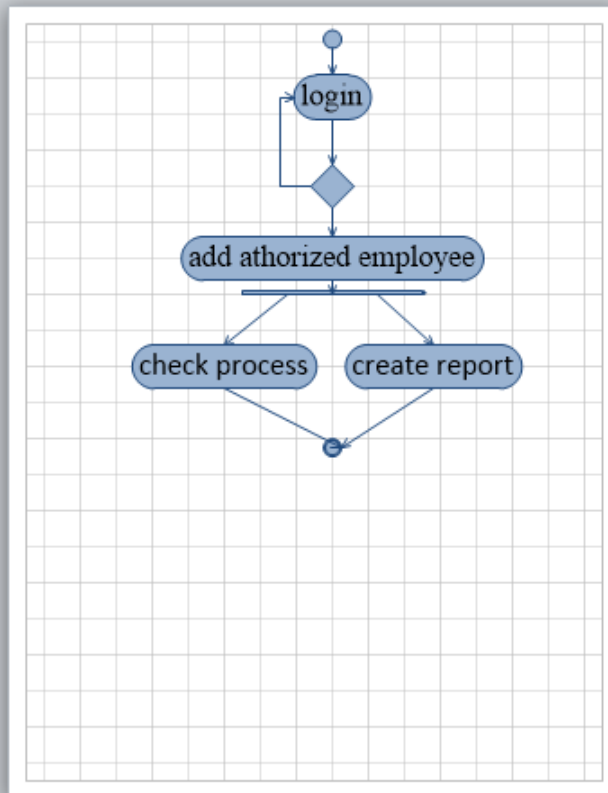 login
add athorized employee
check process
create report